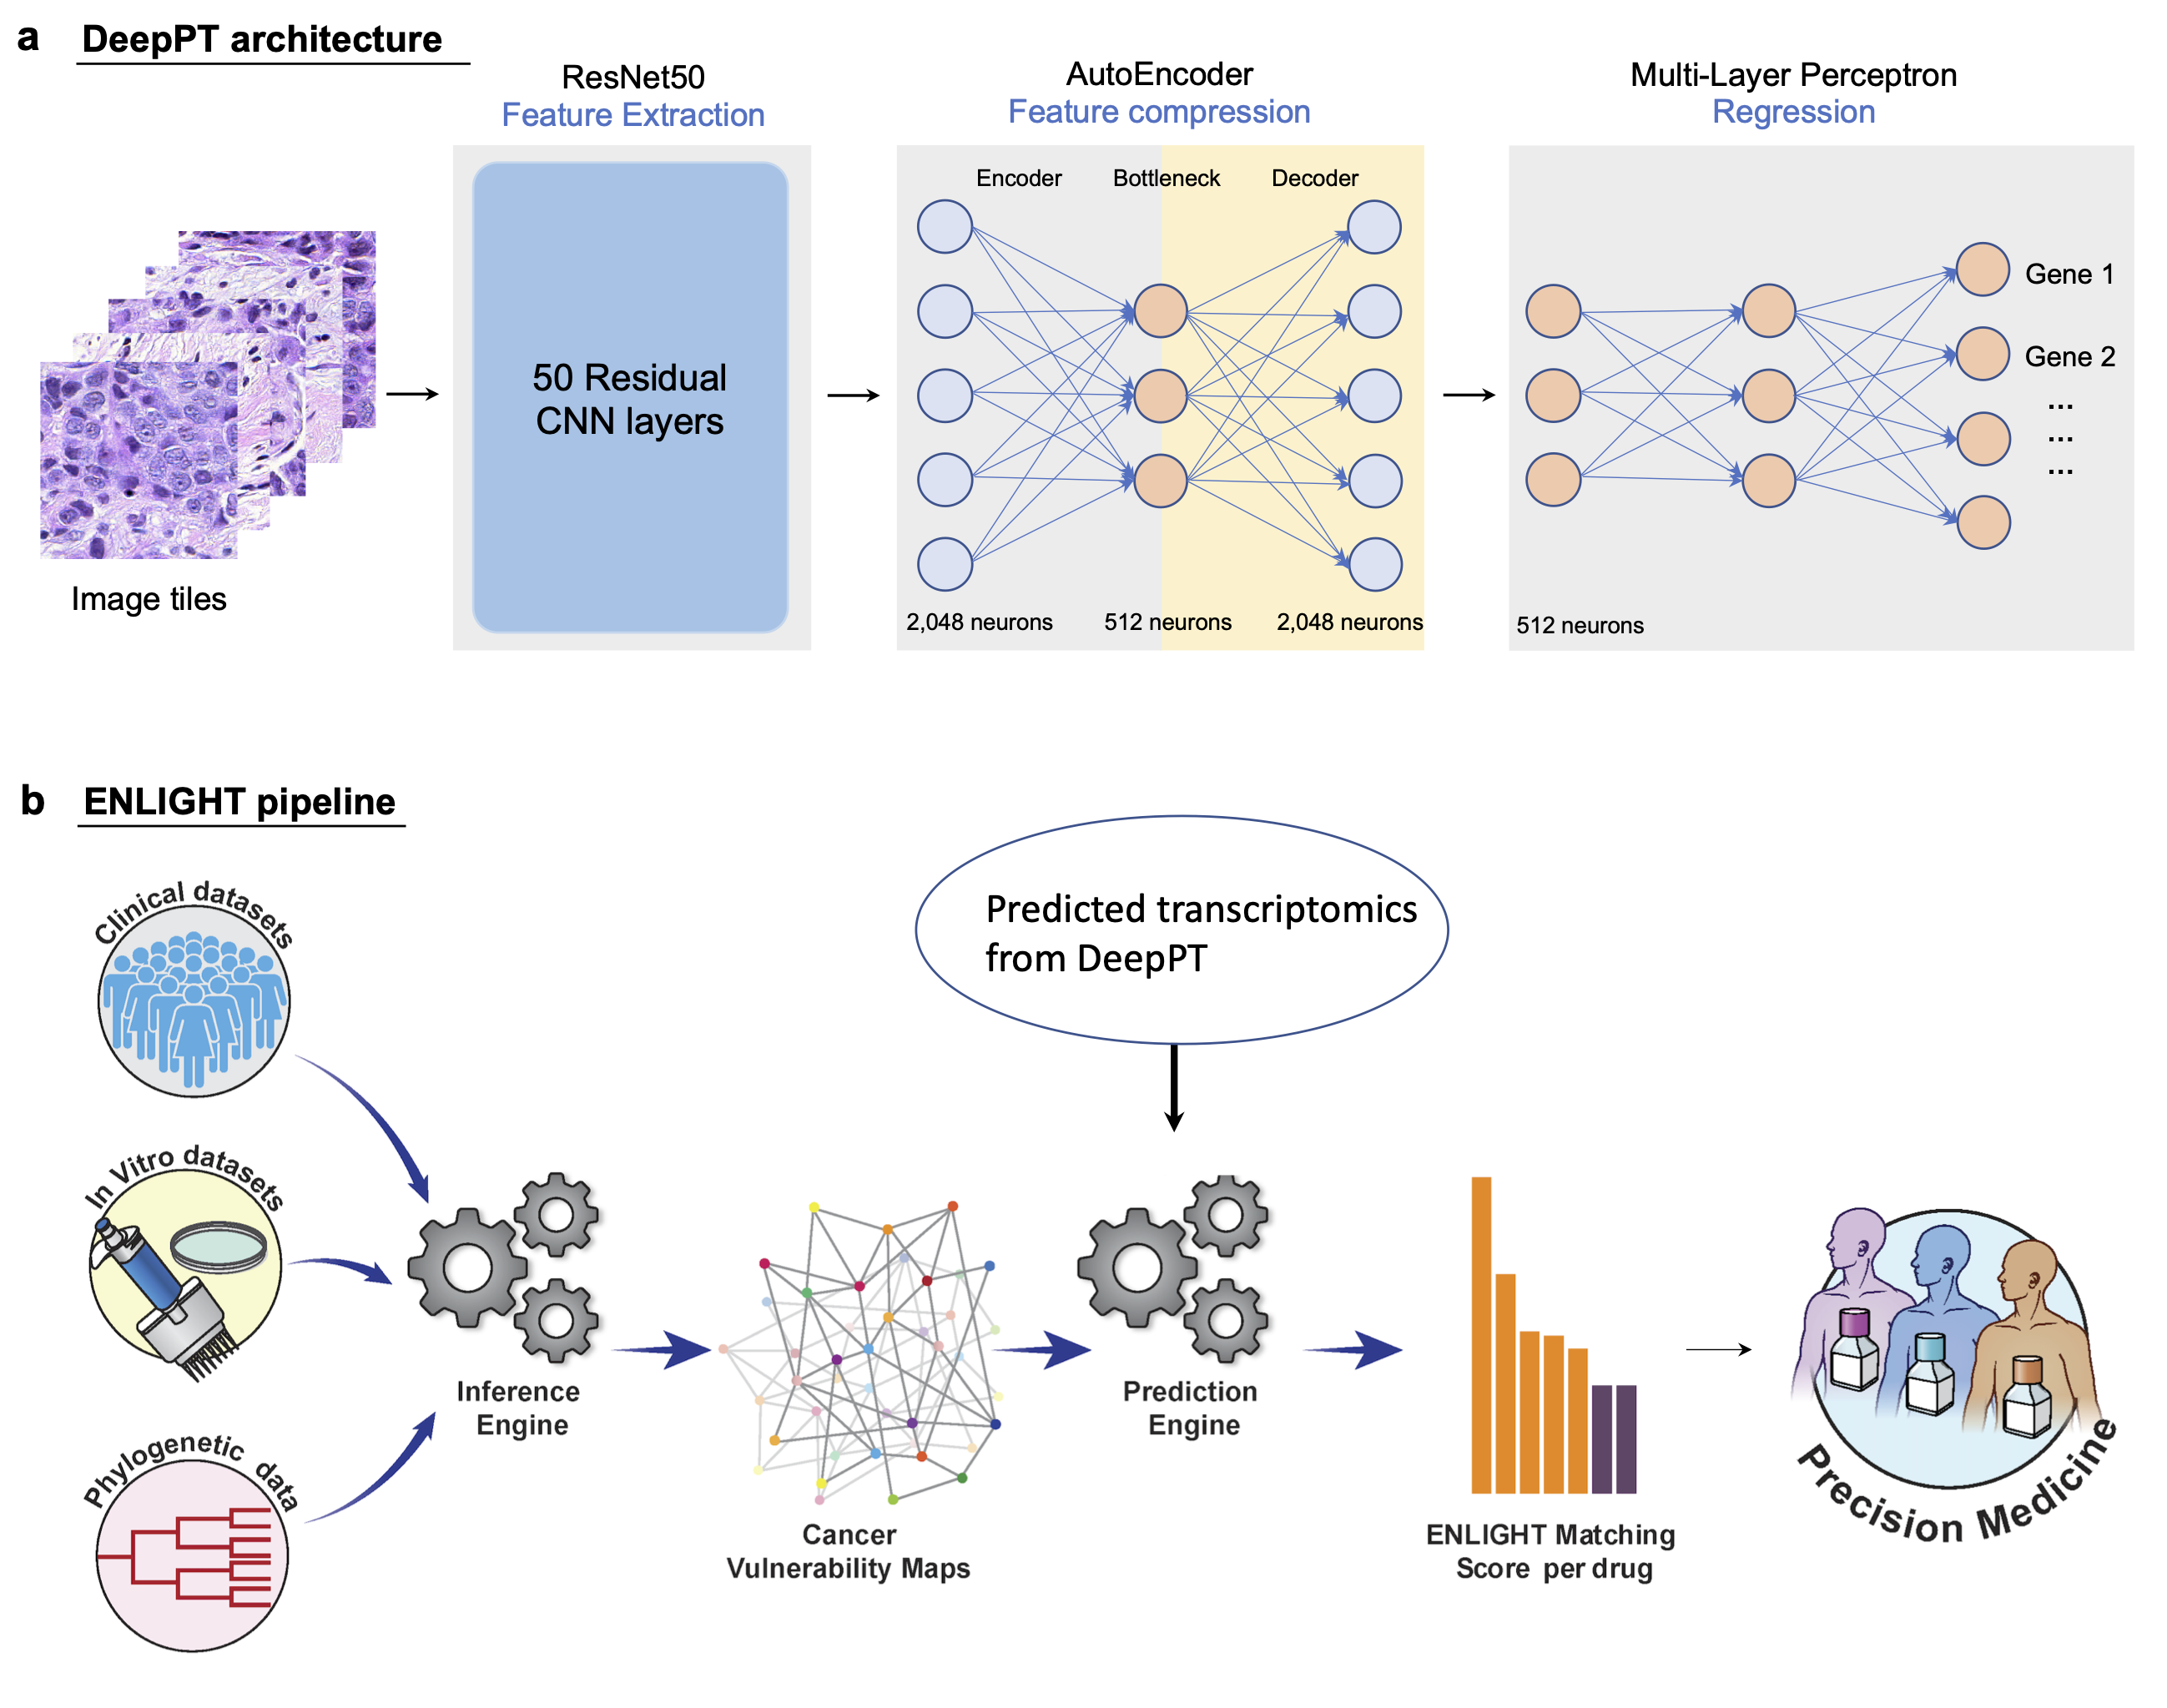 a DeepPT architecture
ResNet50
Feature Extraction
AutoEncoder
Feature compression
Multi-Layer Perceptron
Regression
Encoder
Bottleneck
Decoder
50 Residual
CNN layers
Gene 1
Gene 2
...
...
...
Image tiles
2,048 neurons
512 neurons
2,048 neurons
512 neurons
b ENLIGHT pipeline
Clinical datasets
Predicted transcriptomics
from DeepPT
In Vitro datasets
Inference
Engine
Prediction
Engine
Phylogenetic data
Cancer
Vulnerability Maps
ENLIGHT Matching
Score per drug
Precision Medicine